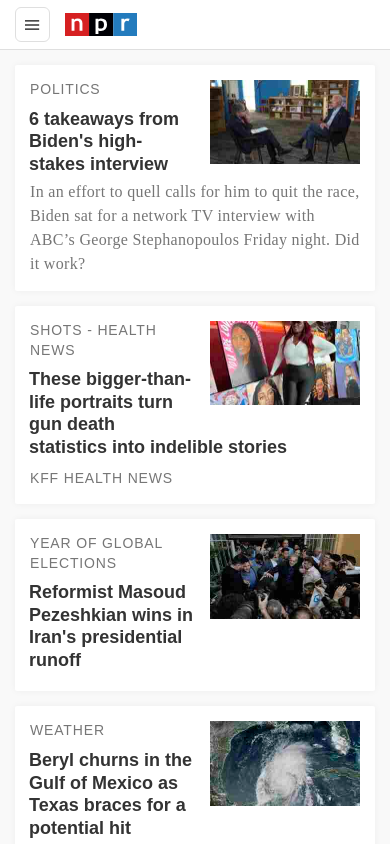 npr
POLITICS
6 takeaways from
Biden's high-
stakes interview
In an effort to quell calls for him to quit the race,
Biden sat for a network TV interview with
ABC’s George Stephanopoulos Friday night. Did
it work?
SHOTS - HEALTH
NEWS
These bigger-than-
life portraits turn
gun death
statistics into indelible stories
KFF HEALTH NEWS
YEAR OF GLOBAL
ELECTIONS
Reformist Masoud
Pezeshkian wins in
Iran's presidential
runoff
WEATHER
Beryl churns in the
Gulf of Mexico as
Texas braces for a
potential hit